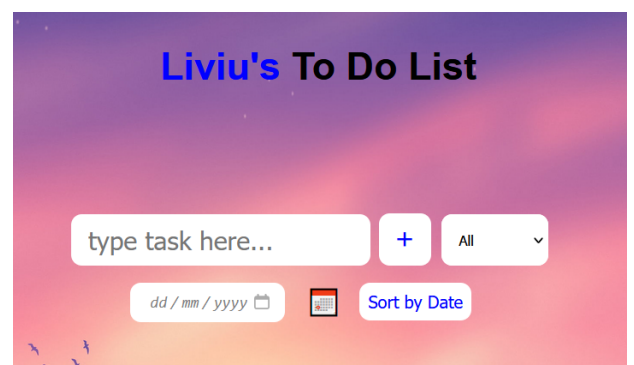 Liviu's To Do List
type task here...
+
All
dd / mm / yyyy
Sort by Date